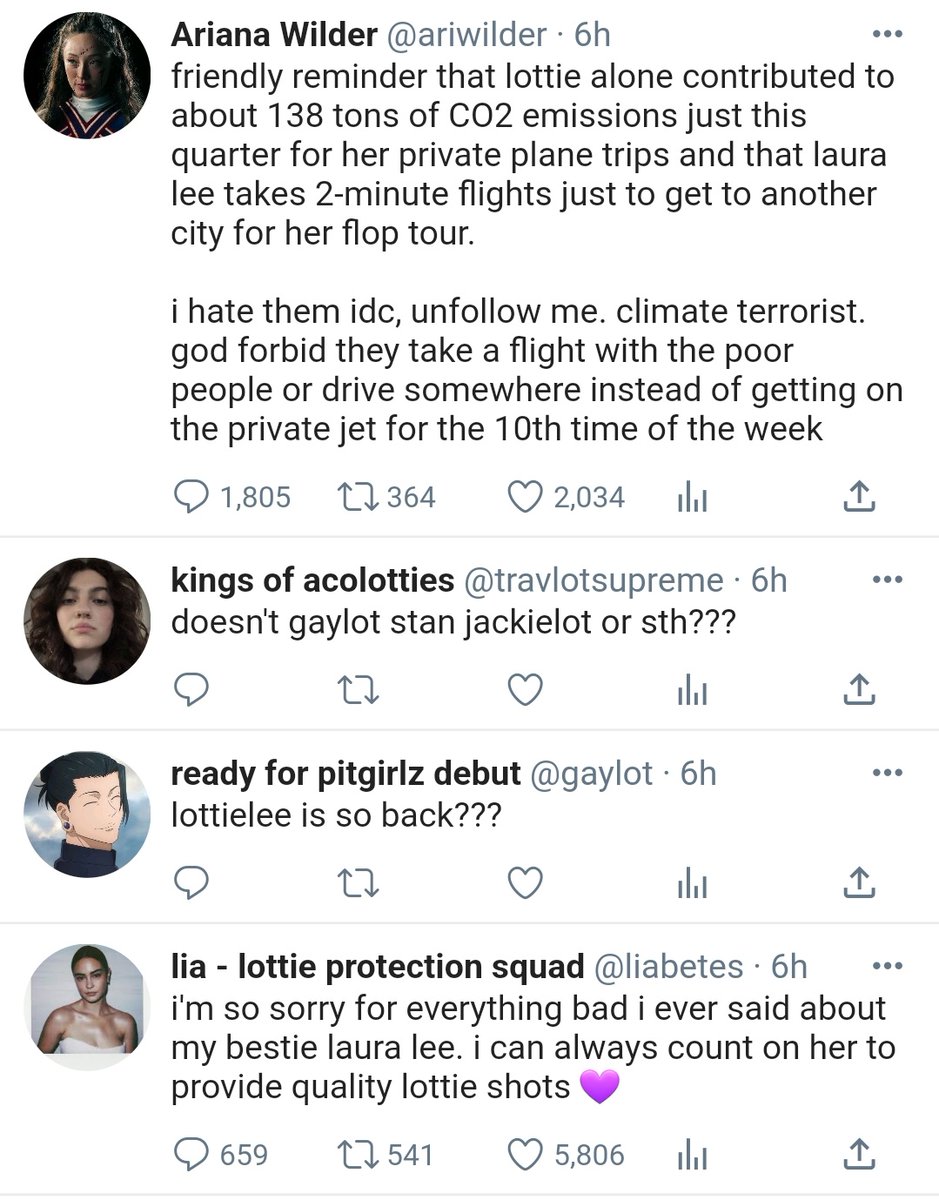 Ariana Wilder @ariwilder · 6h
friendly reminder that lottie alone contributed to
about 138 tons of CO2 emissions just this
quarter for her private plane trips and that laura
lee takes 2-minute flights just to get to another
city for her flop tour.
i hate them idc, unfollow me. climate terrorist.
god forbid they take a flight with the poor
people or drive somewhere instead of getting on
the private jet for the 10th time of the week
1,805 364 2,034
kings of acolotties @travlotsupreme · 6h
doesn't gaylot stan jackielot or sth???
ready for pitgirlz debut @gaylot · 6h
lottielee is so back???
lia - lottie protection squad @liabetes · 6h
i'm so sorry for everything bad i ever said about
my bestie laura lee. i can always count on her to
provide quality lottie shots 💜
659 541 5,806